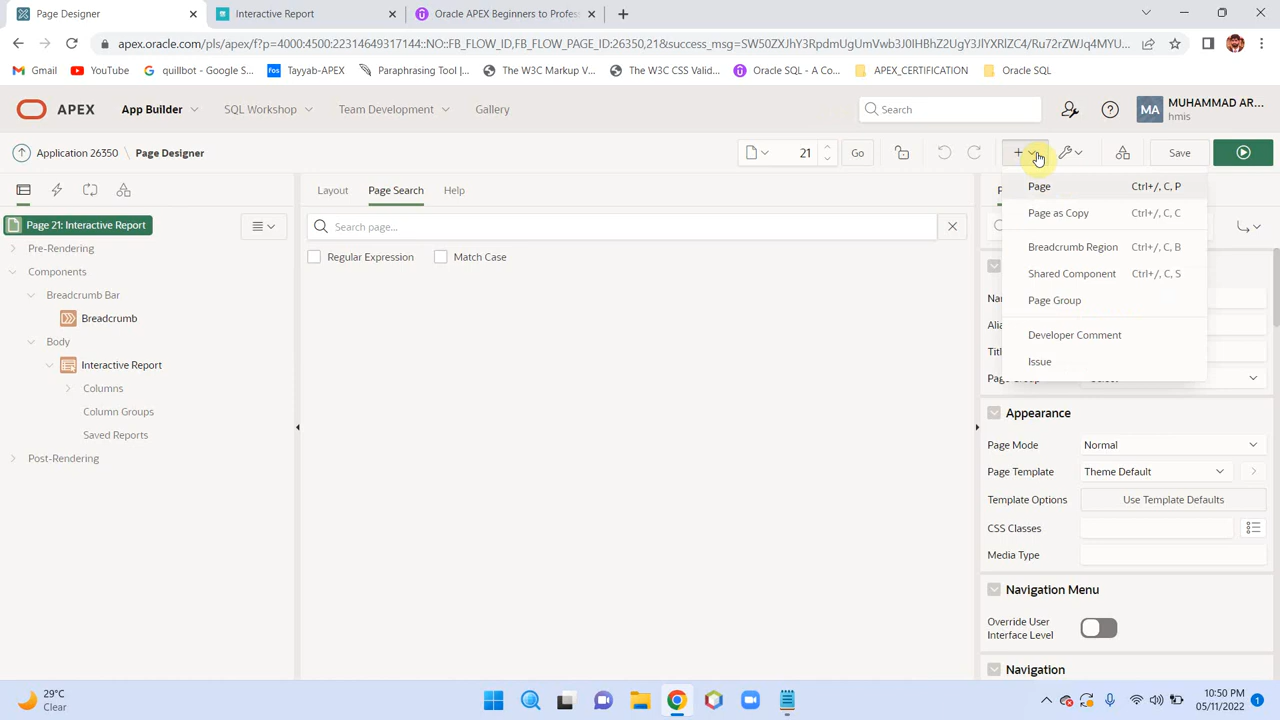 Page Designer
Interactive Report
Oracle APEX Beginners to Profes
apex.oracle.com/pls/apex/f?p=4000:4500:22314649317144::NO::FB_FLOW_ID,FB_FLOW_PAGE_ID:26350,21&success_msg=
Gmail
YouTube
quillbot - Google S...
Tayyab-APEX
Paraphrasing Tool |...
The W3C Markup V...
The W3C CSS Valid...
Oracle SQL - A Co...
APEX_CERTIFICATION
Oracle SQL
APEX
App Builder
SQL Workshop
Team Development
Gallery
Search
MA
MUHAMMAD AR...
hmis
Application 26350
Page Designer
21
Go
Save
Layout
Page Search
Help
Page Ctrl+/, C, P
Page as Copy Ctrl+/, C, C
Breadcrumb Region Ctrl+/, C, B
Shared Component Ctrl+/, C, S
Page Group
Developer Comment
Issue
Page 21: Interactive Report
Pre-Rendering
Components
Breadcrumb Bar
Breadcrumb
Body
Interactive Report
Columns
Column Groups
Saved Reports
Post-Rendering
Search page...
Regular Expression
Match Case
Appearance
Page Mode Normal
Page Template Theme Default
Template Options Use Template Defaults
CSS Classes
Media Type
Navigation Menu
Override User
Interface Level
Navigation
29°C
Clear
10:50 PM
05/11/2022
1